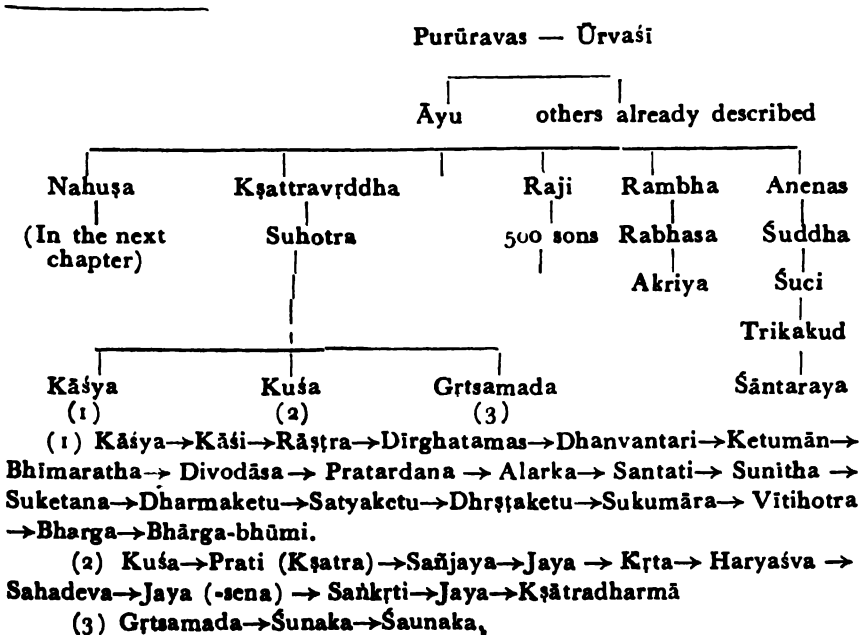 Purūravas — Ūrvaśī
Āyu others already described
Nahuṣa Kṣattravṛddha Raji Rambha Anenas
(In the next Suhotra 500 sons Rabhasa Śuddha
chapter) Akriya Śuci
Trikakud
Kāśya Kuśa Gṛtsamada Śāntaraya
(1) (2) (3)
(1) Kāśya→Kāśi→Rāṣṭra→Dīrghatamas→Dhanvantari→Ketumān→
Bhīmaratha→ Divodāsa → Pratardana → Alarka → Santati → Sunitha →
Suketana→Dharmaketu→Satyaketu→Dhṛṣṭaketu→Sukumāra→ Vītihotra
→Bharga→Bhārga-bhūmi.
(2) Kuśa→Prati (Kṣatra)→Sañjaya→Jaya → Kṛta→ Haryaśva →
Sahadeva→Jaya (-sena) → Saṅkṛti→Jaya→Kṣātradharmā
(3) Gṛtsamada→Śunaka→Śaunaka,